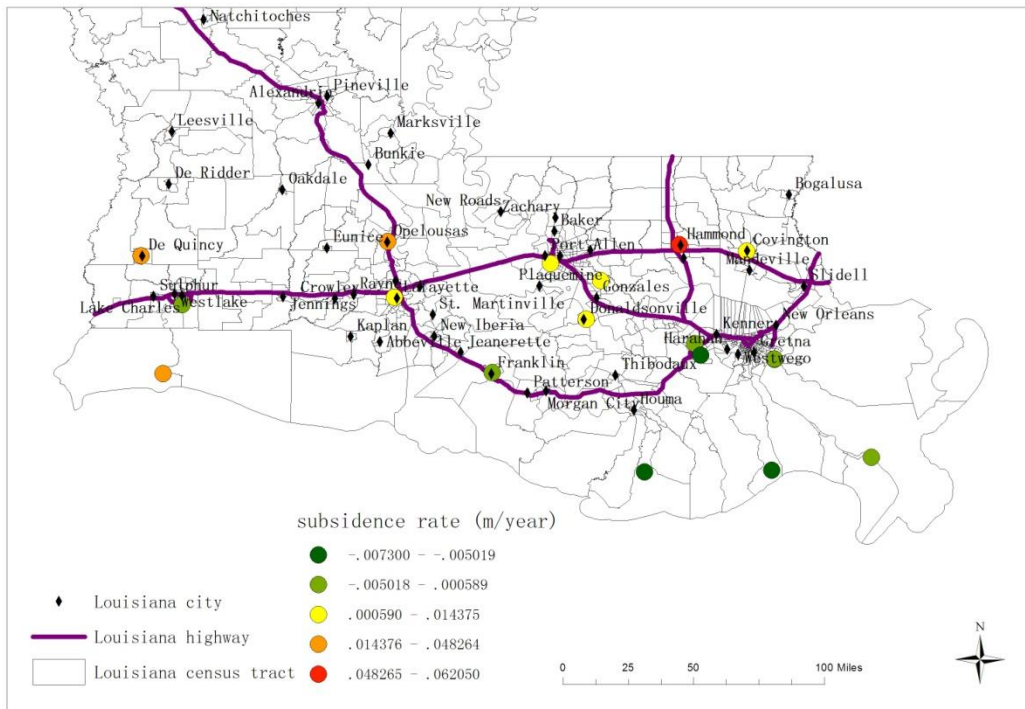 Natchitoches
Pineville
Alexandria
Leesville
Marksville
Bunkie
De Ridder
Oakdale
New Roads
Zachary
Bogalusa
Baker
Opelousas
Hammond
Eunice
Covington
De Quincy
Port Allen
Mandeville
Plaquemine
Slidell
Sulphur
Crowley
Rayne
Lafayette
Gonzales
Westlake
Lake Charles
Jennings
St. Martinville
Donaldsonville
New Orleans
Kenner
Kaplan
New Iberia
Harahan
Gretna
Abbeville
Jeanerette
Westwego
Franklin
Thibodaux
Patterson
Morgan City
Houma
subsidence rate (m/year)
-.007300 - -.005019
-.005018 - .000589
.000590 - .014375
.014376 - .048264
.048265 - .062050
Louisiana city
Louisiana highway
Louisiana census tract
N
0 25 50 100 Miles